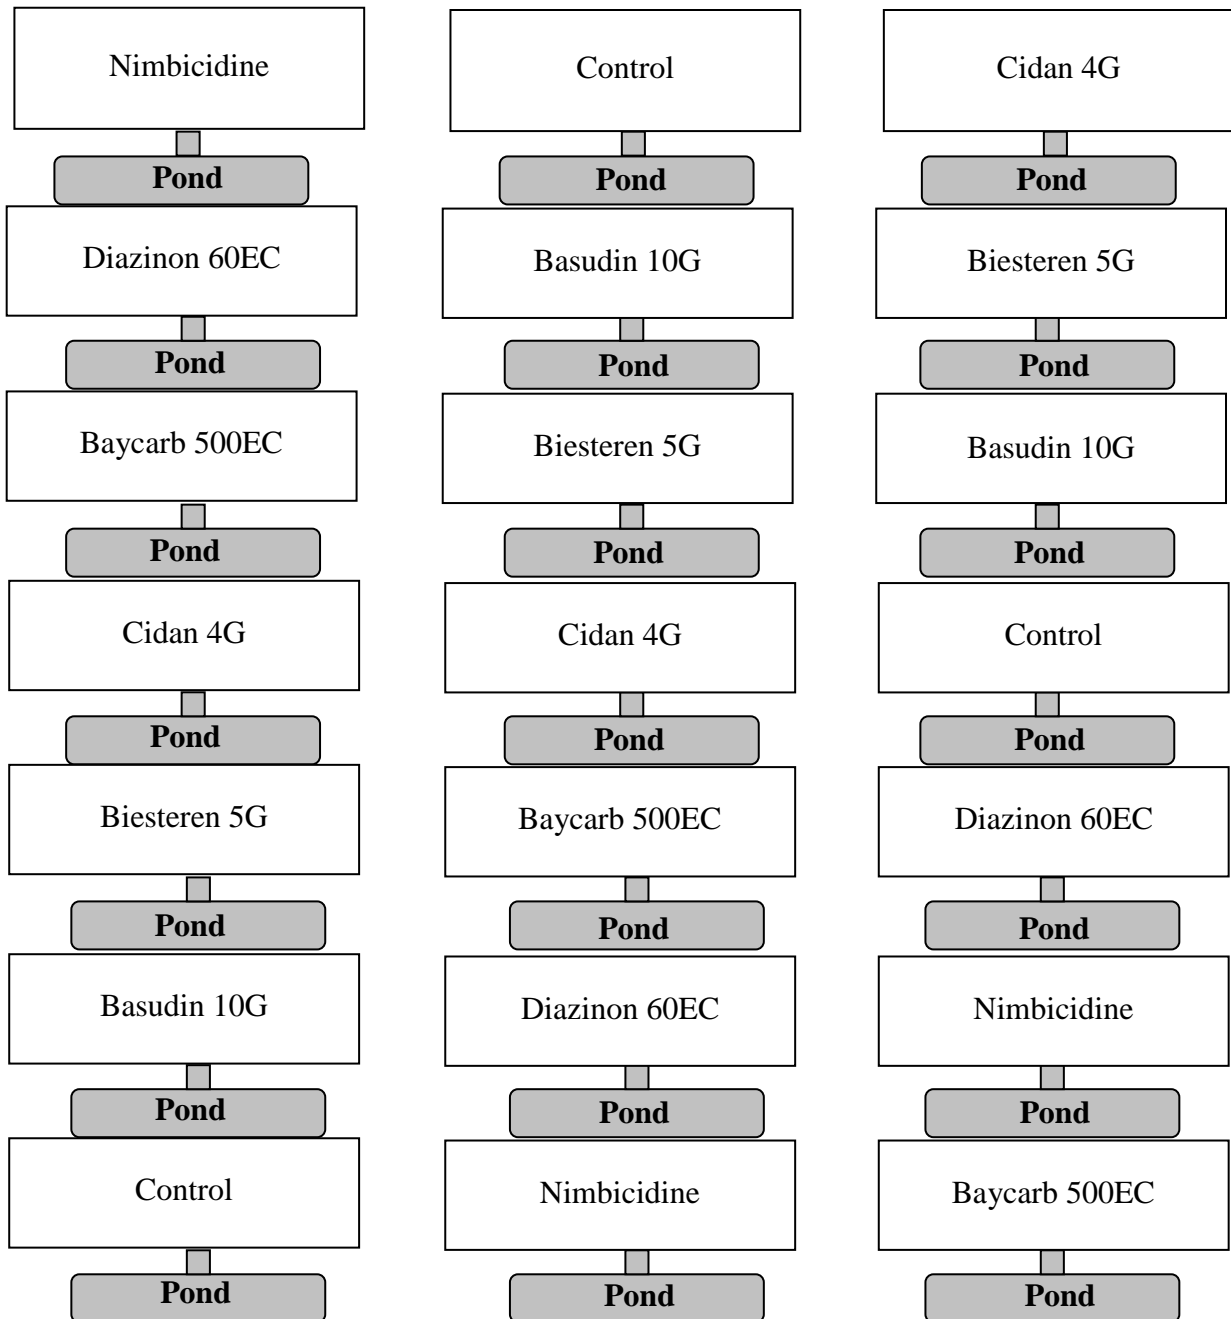 Nimbicidine
Control
Cidan 4G
Pond
Pond
Pond
Diazinon 60EC
Basudin 10G
Biesteren 5G
Pond
Pond
Pond
Baycarb 500EC
Biesteren 5G
Basudin 10G
Pond
Pond
Pond
Cidan 4G
Cidan 4G
Control
Pond
Pond
Pond
Biesteren 5G
Baycarb 500EC
Diazinon 60EC
Pond
Pond
Pond
Basudin 10G
Diazinon 60EC
Nimbicidine
Pond
Pond
Pond
Control
Nimbicidine
Baycarb 500EC
Pond
Pond
Pond